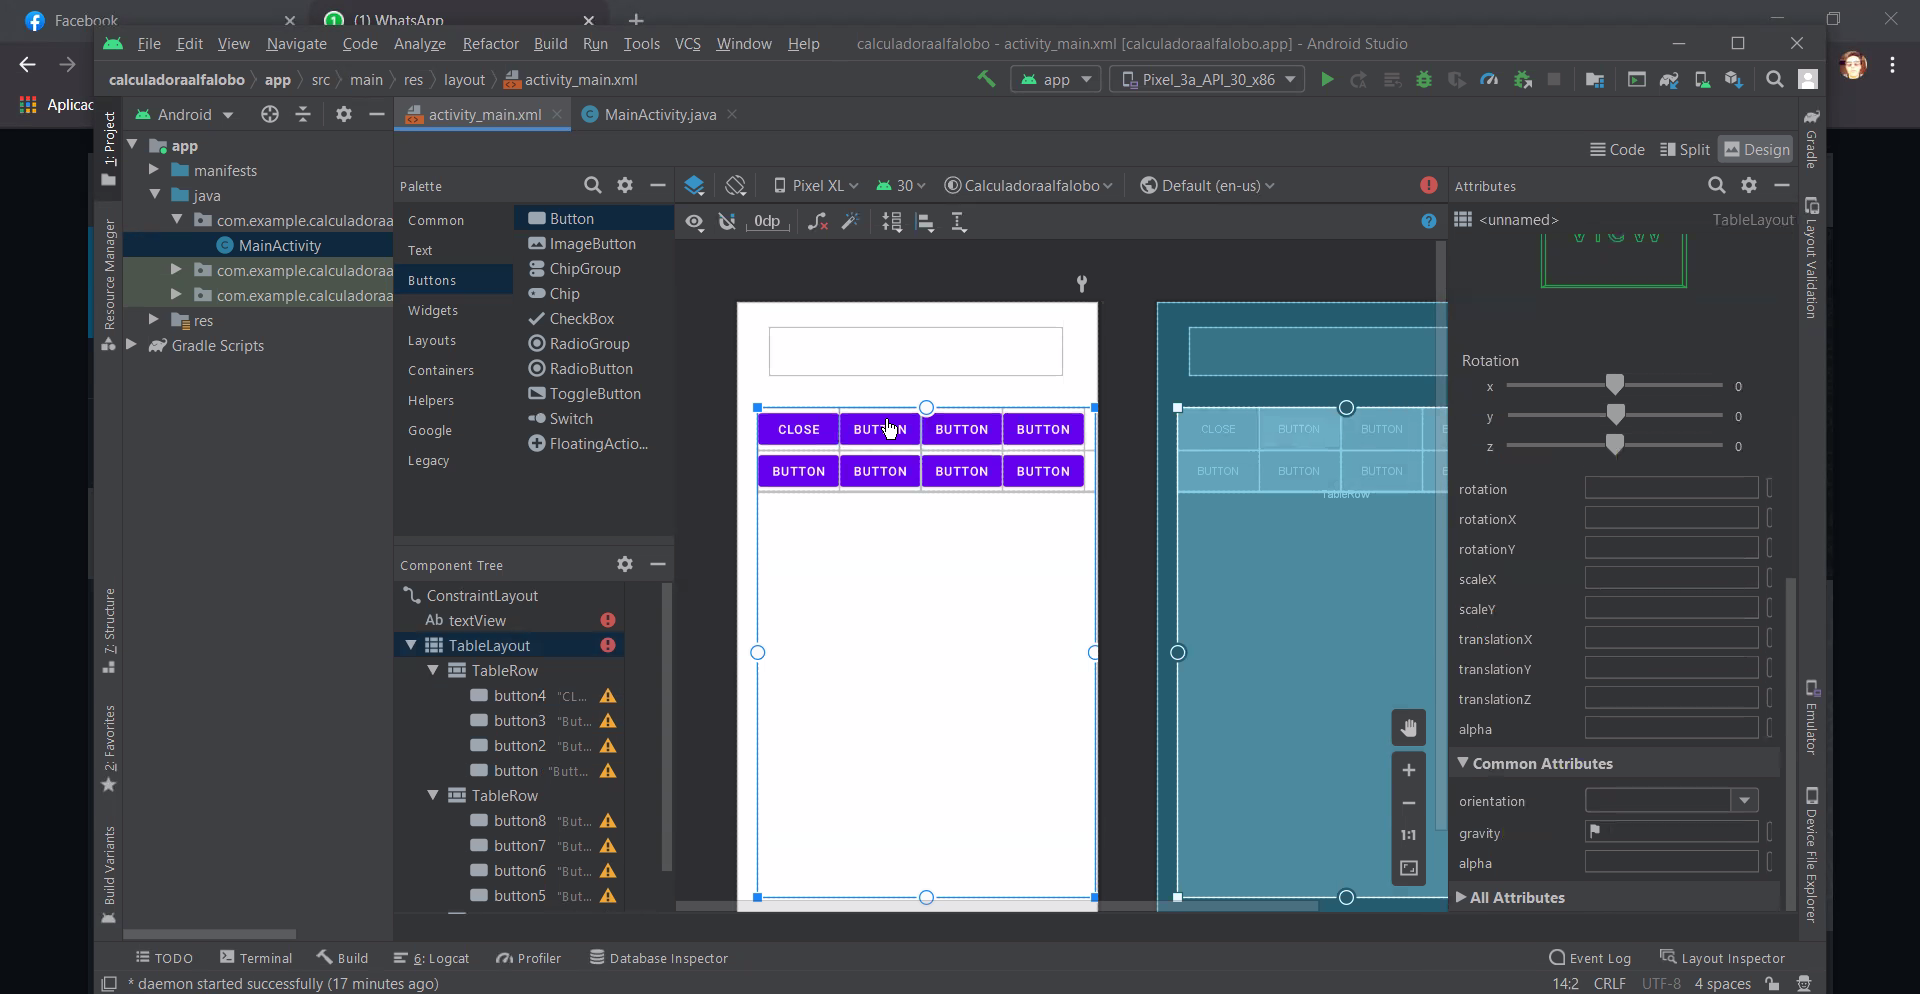 Facebook
(1) WhatsApp
File Edit View Navigate Code Analyze Refactor Build Run Tools VCS Window Help calculadoraalfalobo - activity_main.xml [calculadoraalfalobo.app] - Android Studio
calculadoraalfalobo app src main res layout activity_main.xml
app Pixel_3a_API_30_x86
Aplicac
Android
activity_main.xml MainActivity.java
Code Split Design
1: Project
Resource Manager
7: Structure
2: Favorites
Build Variants
app
manifests
java
com.example.calculadoraa
MainActivity
com.example.calculadoraa
com.example.calculadoraa
res
Gradle Scripts
Palette
Common
Text
Buttons
Widgets
Layouts
Containers
Helpers
Google
Legacy
Button
ImageButton
ChipGroup
Chip
CheckBox
RadioGroup
RadioButton
ToggleButton
Switch
FloatingActio...
Pixel XL 30 Calculadoraalfalobo Default (en-us)
0dp
CLOSE BUTTON BUTTON BUTTON
BUTTON BUTTON BUTTON BUTTON
CLOSE BUTTON BUTTON
BUTTON BUTTON BUTTON
TableRow
1:1
Component Tree
ConstraintLayout
Ab textView
TableLayout
TableRow
button4 "CL...
button3 "But...
button2 "But...
button "Butt...
TableRow
button8 "But...
button7 "But...
button6 "But...
button5 "But...
Attributes
<unnamed> TableLayout
Rotation
x 0
y 0
z 0
rotation
rotationX
rotationY
scaleX
scaleY
translationX
translationY
translationZ
alpha
Common Attributes
orientation
gravity
alpha
All Attributes
Gradle
Layout Validation
Emulator
Device File Explorer
TODO Terminal Build 6: Logcat Profiler Database Inspector Event Log Layout Inspector
* daemon started successfully (17 minutes ago) 14:2 CRLF UTF-8 4 spaces